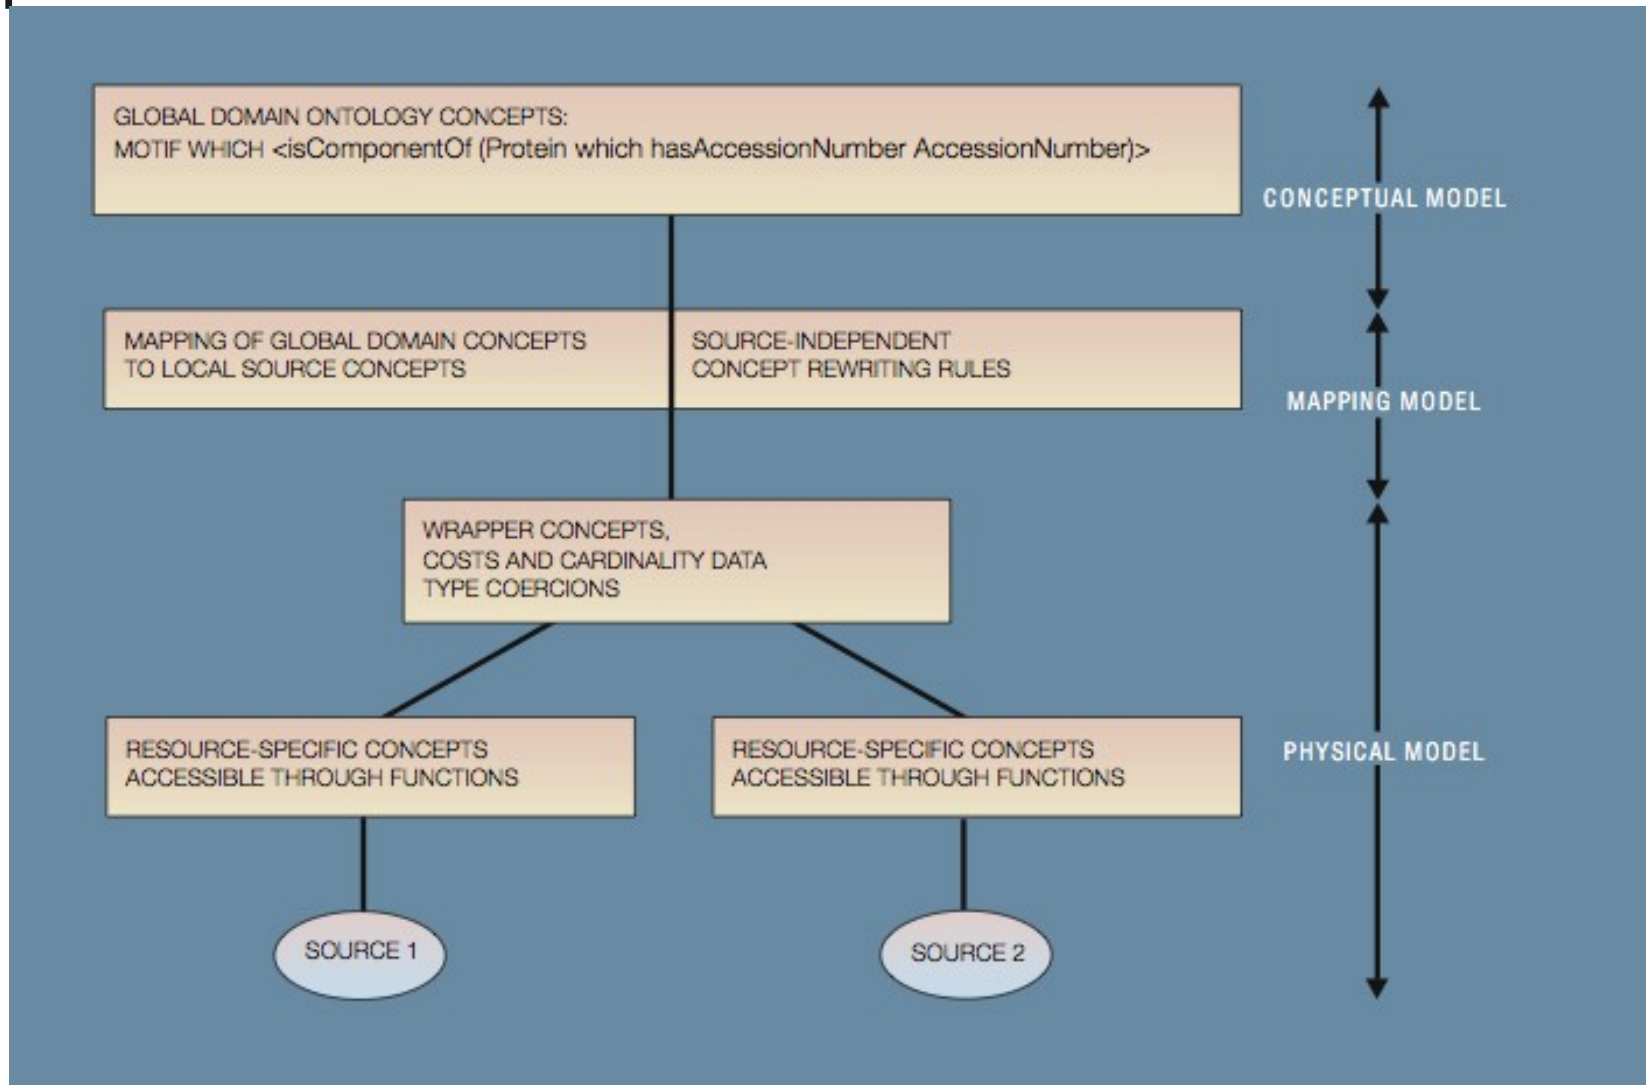 GLOBAL DOMAIN ONTOLOGY CONCEPTS:
MOTIF WHICH <isComponentOf (Protein which hasAccessionNumber AccessionNumber)>
CONCEPTUAL MODEL
MAPPING OF GLOBAL DOMAIN CONCEPTS
TO LOCAL SOURCE CONCEPTS
SOURCE-INDEPENDENT
CONCEPT REWRITING RULES
MAPPING MODEL
WRAPPER CONCEPTS,
COSTS AND CARDINALITY DATA
TYPE COERCIONS
RESOURCE-SPECIFIC CONCEPTS
ACCESSIBLE THROUGH FUNCTIONS
RESOURCE-SPECIFIC CONCEPTS
ACCESSIBLE THROUGH FUNCTIONS
PHYSICAL MODEL
SOURCE 1
SOURCE 2